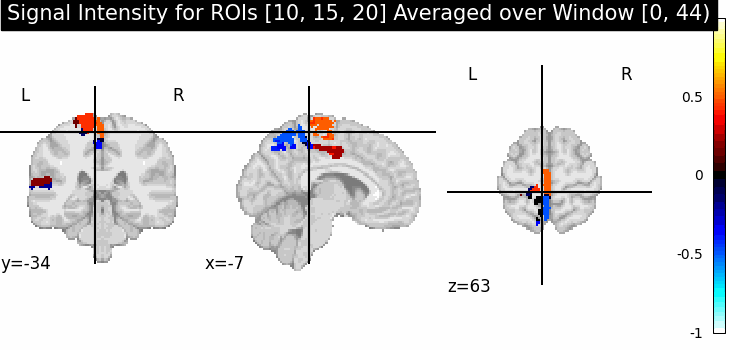 Signal Intensity for ROIs [10, 15, 20] Averaged over Window [0, 44)
L R
L R
y=-34
x=-7
z=63
0.5
0
-0.5
-1